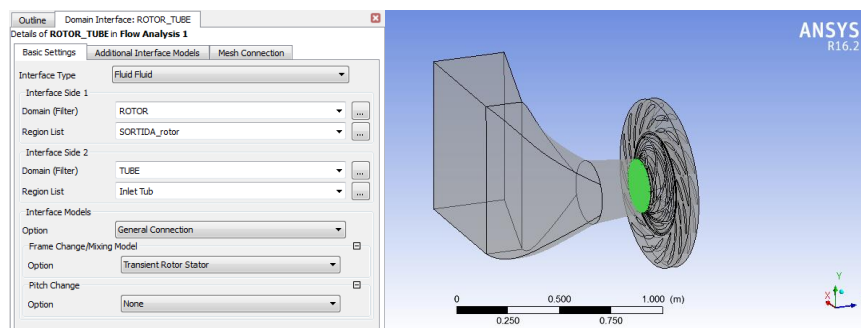 Outline
Domain Interface: ROTOR_TUBE
Details of ROTOR_TUBE in Flow Analysis 1
Basic Settings
Additional Interface Models
Mesh Connection
Interface Type
Fluid Fluid
Interface Side 1
Domain (Filter)
ROTOR
...
Region List
SORTIDA_rotor
...
Interface Side 2
Domain (Filter)
TUBE
...
Region List
Inlet Tub
...
Interface Models
Option
General Connection
Frame Change/Mixing Model
Option
Transient Rotor Stator
Pitch Change
Option
None
ANSYS
R16.2
0
0.500
1.000 (m)
0.250
0.750
Y
X
Z